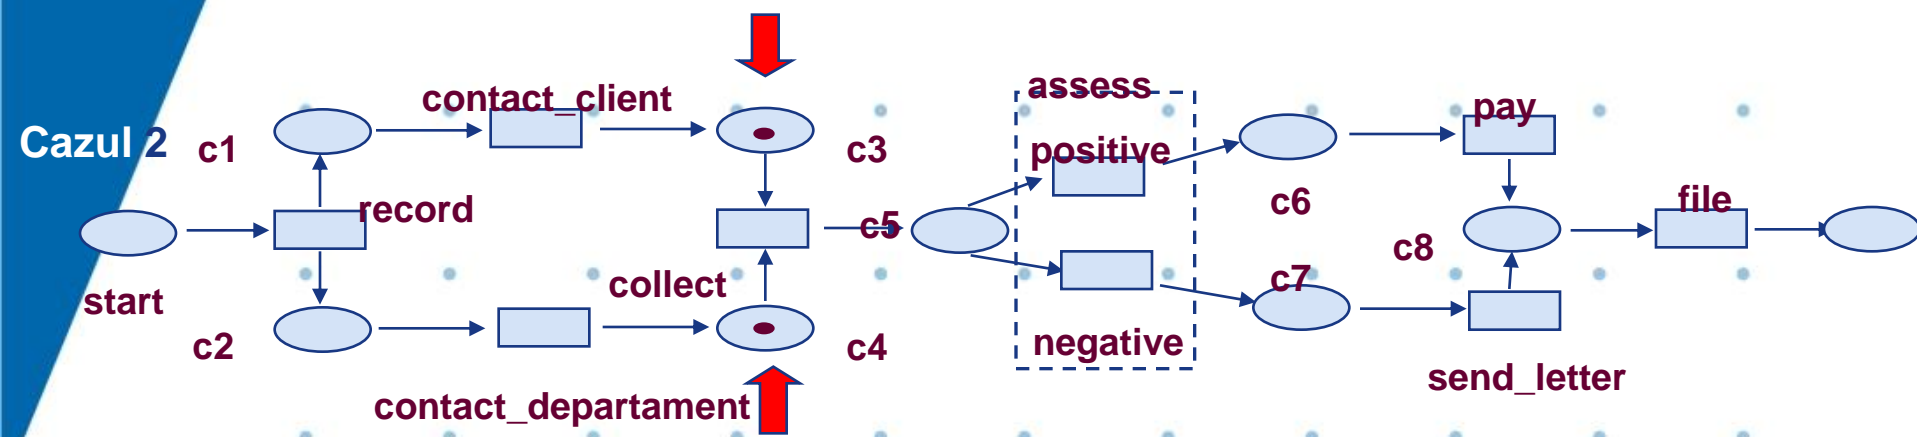 Cazul 2
c1
contact_client
c3
assess
positive
pay
record
c5
c6
file
c8
start
collect
c7
c2
c4
negative
contact_departament
send_letter